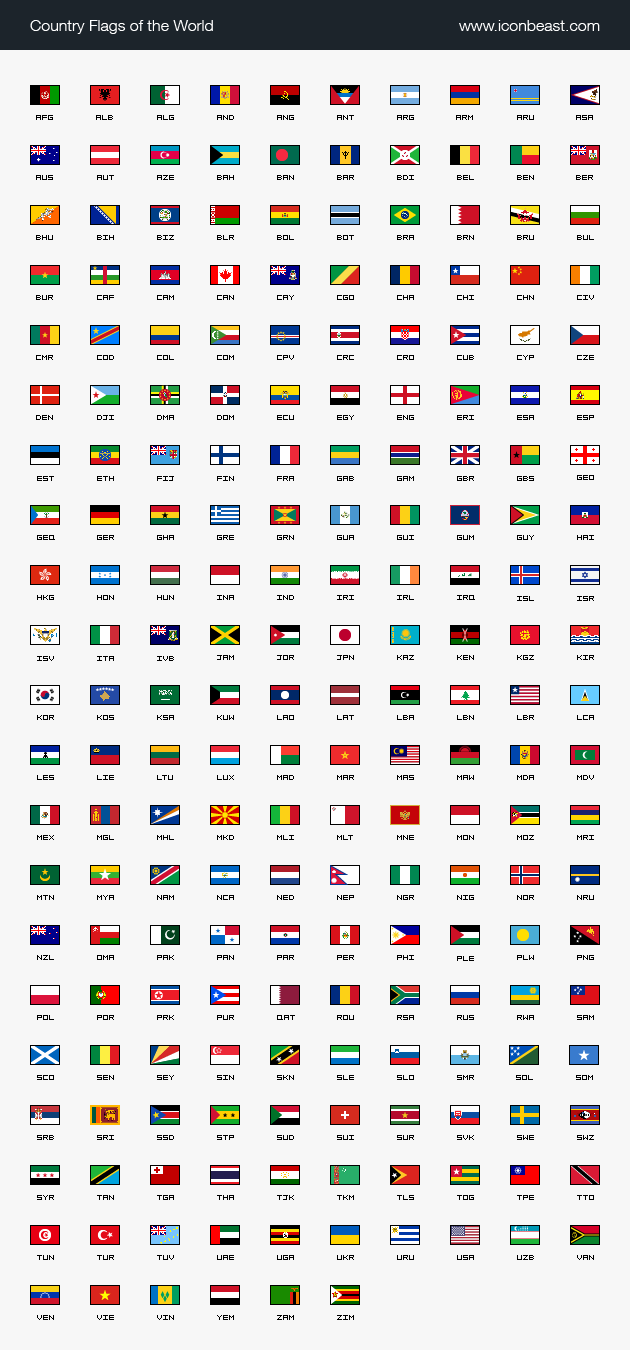 Country Flags of the World www.iconbeast.com
AFG ALB ALG AND ANG ANT ARG ARM ARU ASA
AUS AUT AZE BAH BAN BAR BDI BEL BEN BER
BHU BIH BIZ BLR BOL BOT BRA BRN BRU BUL
BUR CAF CAM CAN CAY CGO CHA CHI CHN CIV
CMR COD COL COM CPV CRC CRO CUB CYP CZE
DEN DJI DMA DOM ECU EGY ENG ERI ESA ESP
EST ETH FIJ FIN FRA GAB GAM GBR GBS GEO
GEQ GER GHA GRE GRN GUA GUI GUM GUY HAI
HKG HON HUN INA IND IRI IRL IRQ ISL ISR
ISV ITA IVB JAM JOR JPN KAZ KEN KGZ KIR
KOR KOS KSA KUW LAO LAT LBA LBN LBR LCA
LES LIE LTU LUX MAD MAR MAS MAW MDA MDV
MEX MGL MHL MKD MLI MLT MNE MON MOZ MRI
MTN MYA NAM NCA NED NEP NGR NIG NOR NRU
NZL OMA PAK PAN PAR PER PHI PLE PLW PNG
POL POR PRK PUR QAT ROU RSA RUS RWA SAM
SCO SEN SEY SIN SKN SLE SLO SMR SOL SOM
SRB SRI SSD STP SUD SUI SUR SVK SWE SWZ
SYR TAN TGA THA TJK TKM TLS TOG TPE TTO
TUN TUR TUV UAE UGA UKR URU USA UZB VAN
VEN VIE VIN YEM ZAM ZIM